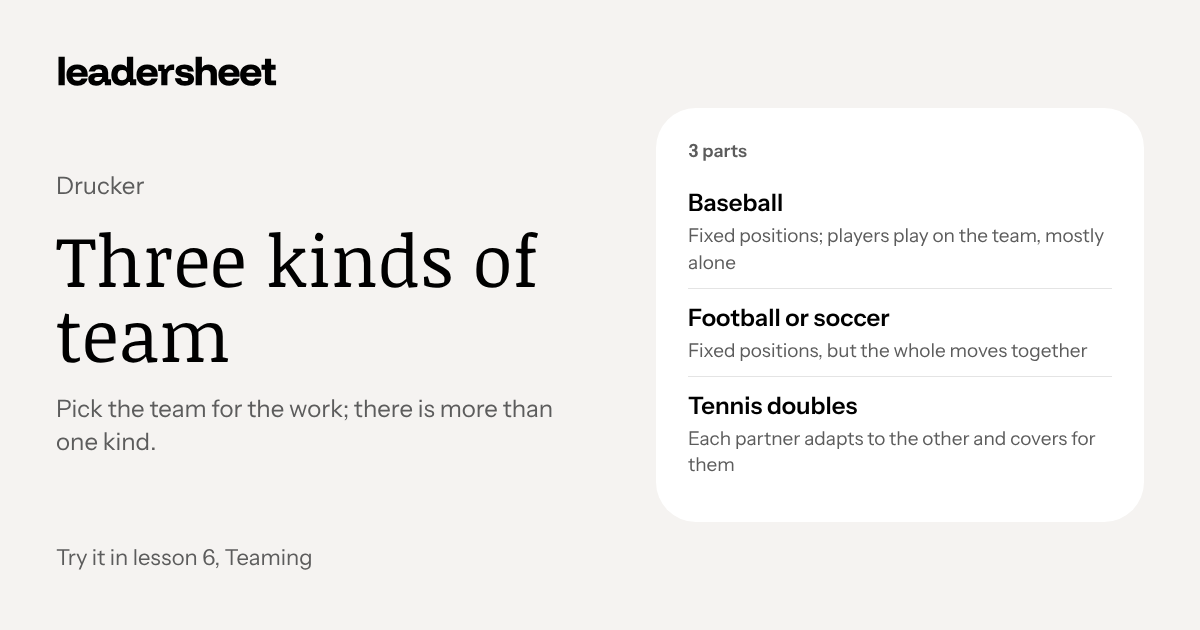 leadersheet
Drucker
Three kinds of
team
Pick the team for the work; there is more than
one kind.
Try it in lesson 6, Teaming
3 parts
Baseball
Fixed positions; players play on the team, mostly
alone
Football or soccer
Fixed positions, but the whole moves together
Tennis doubles
Each partner adapts to the other and covers for
them